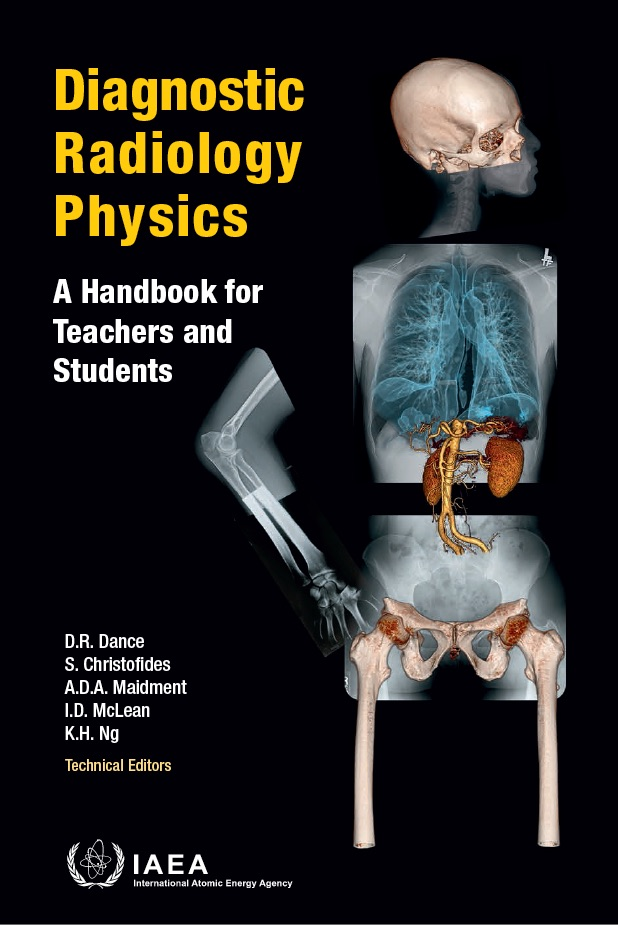 Diagnostic
Radiology
Physics
A Handbook for
Teachers and
Students
D.R. Dance
S. Christofides
A.D.A. Maidment
I.D. McLean
K.H. Ng
Technical Editors
IAEA
International Atomic Energy Agency